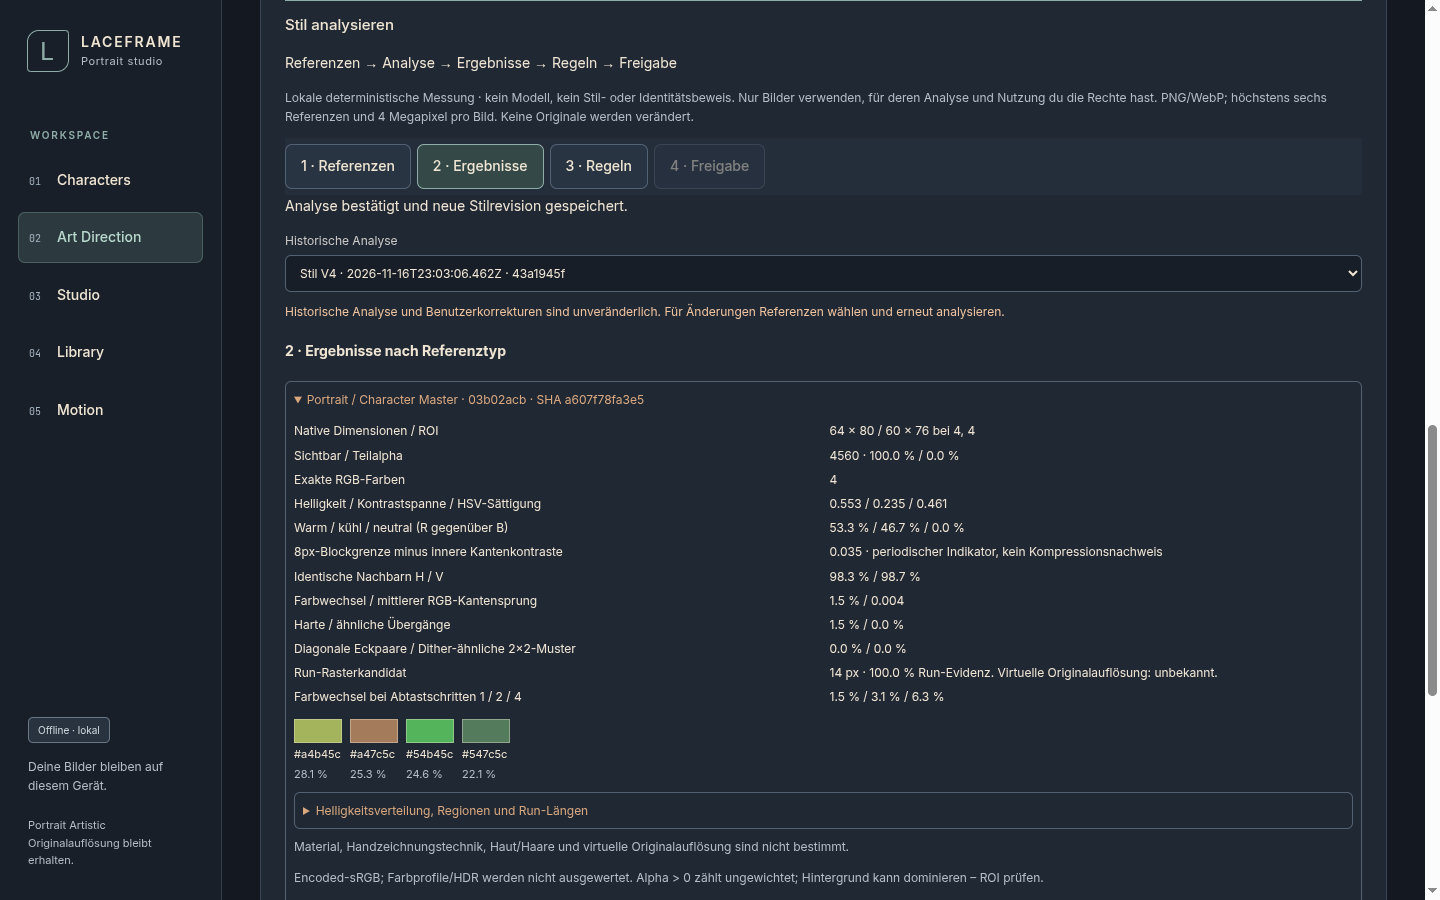 L
LACEFRAME
Portrait studio
WORKSPACE
01 Characters
02 Art Direction
03 Studio
04 Library
05 Motion
Offline · lokal
Deine Bilder bleiben auf
diesem Gerät.
Portrait Artistic
Originalauflösung bleibt
erhalten.
Stil analysieren
Referenzen → Analyse → Ergebnisse → Regeln → Freigabe
Lokale deterministische Messung · kein Modell, kein Stil- oder Identitätsbeweis. Nur Bilder verwenden, für deren Analyse und Nutzung du die Rechte hast. PNG/WebP; höchstens sechs
Referenzen und 4 Megapixel pro Bild. Keine Originale werden verändert.
1 · Referenzen 2 · Ergebnisse 3 · Regeln 4 · Freigabe
Analyse bestätigt und neue Stilrevision gespeichert.
Historische Analyse
Stil V4 · 2026-11-16T23:03:06.462Z · 43a1945f
Historische Analyse und Benutzerkorrekturen sind unveränderlich. Für Änderungen Referenzen wählen und erneut analysieren.
2 · Ergebnisse nach Referenztyp
▼ Portrait / Character Master · 03b02acb · SHA a607f78fa3e5
Native Dimensionen / ROI 64 × 80 / 60 × 76 bei 4, 4
Sichtbar / Teilalpha 4560 · 100.0 % / 0.0 %
Exakte RGB-Farben 4
Helligkeit / Kontrastspanne / HSV-Sättigung 0.553 / 0.235 / 0.461
Warm / kühl / neutral (R gegenüber B) 53.3 % / 46.7 % / 0.0 %
8px-Blockgrenze minus innere Kantenkontraste 0.035 · periodischer Indikator, kein Kompressionsnachweis
Identische Nachbarn H / V 98.3 % / 98.7 %
Farbwechsel / mittlerer RGB-Kantensprung 1.5 % / 0.004
Harte / ähnliche Übergänge 1.5 % / 0.0 %
Diagonale Eckpaare / Dither-ähnliche 2×2-Muster 0.0 % / 0.0 %
Run-Rasterkandidat 14 px · 100.0 % Run-Evidenz. Virtuelle Originalauflösung: unbekannt.
Farbwechsel bei Abtastschritten 1 / 2 / 4 1.5 % / 3.1 % / 6.3 %
#a4b45c #a47c5c #54b45c #547c5c
28.1 % 25.3 % 24.6 % 22.1 %
▶ Helligkeitsverteilung, Regionen und Run-Längen
Material, Handzeichnungstechnik, Haut/Haare und virtuelle Originalauflösung sind nicht bestimmt.
Encoded-sRGB; Farbprofile/HDR werden nicht ausgewertet. Alpha > 0 zählt ungewichtet; Hintergrund kann dominieren – ROI prüfen.